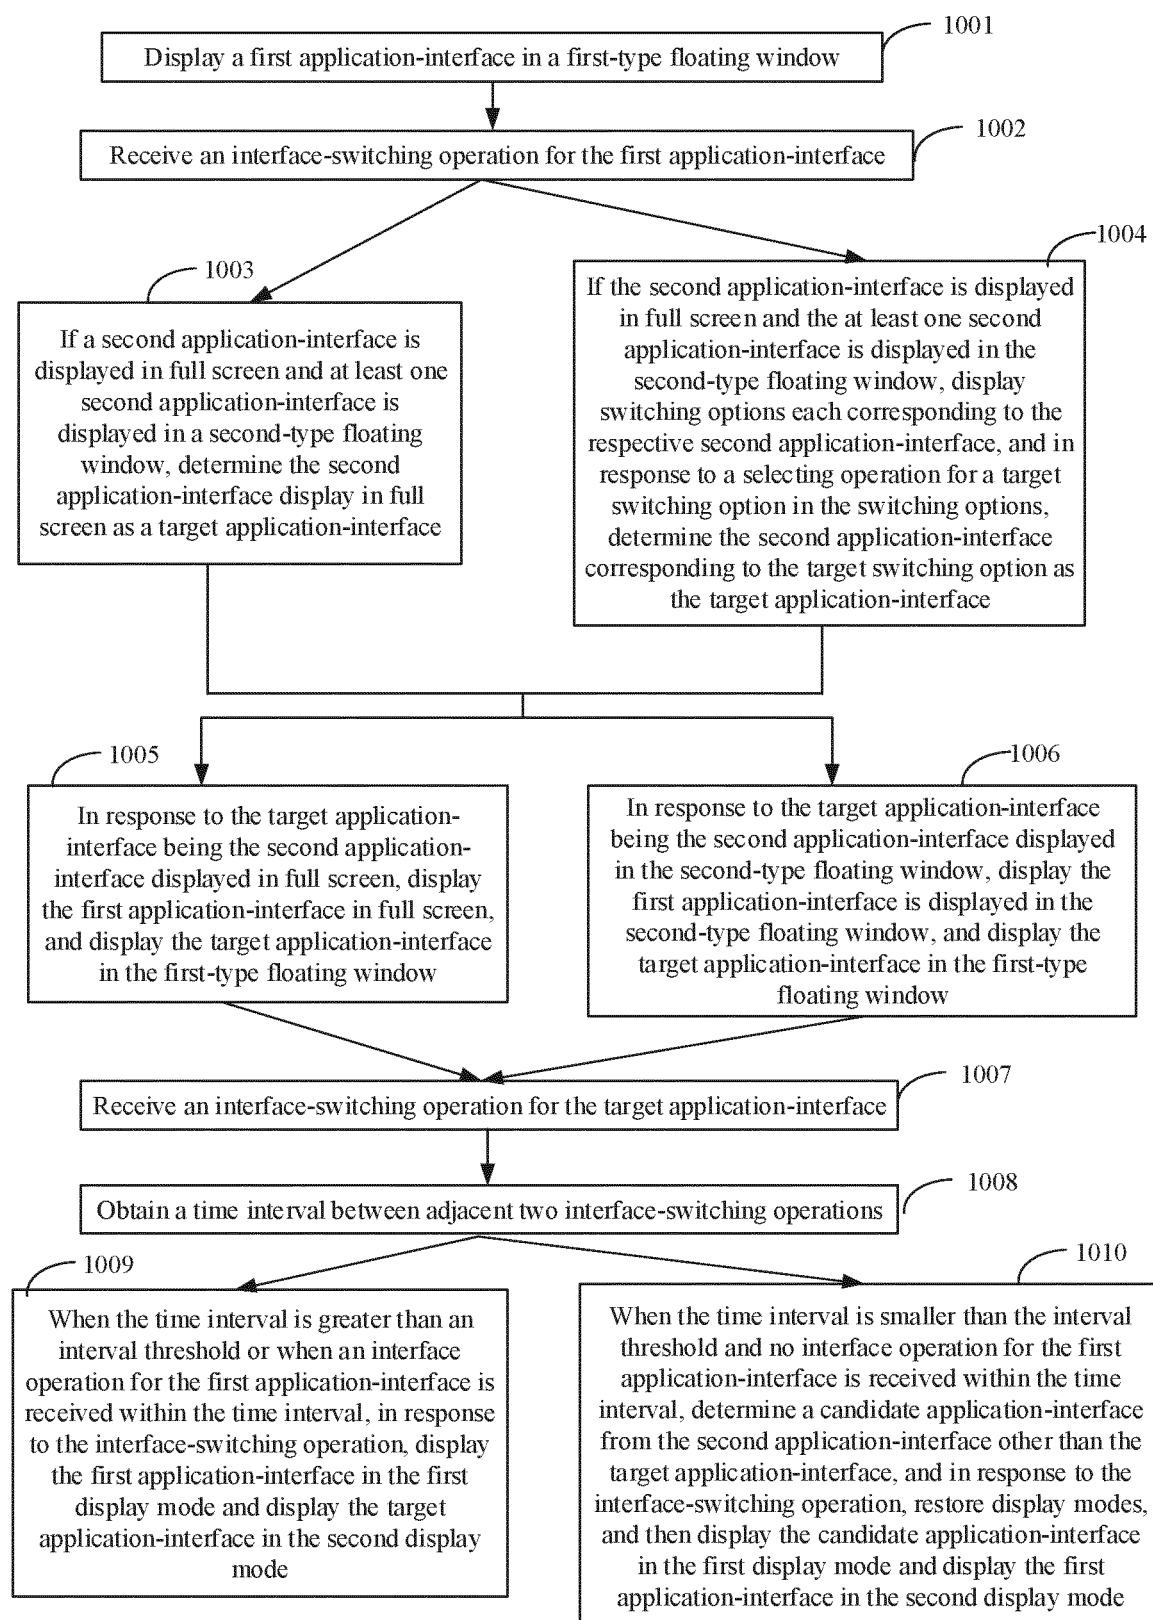 1001
Display a first application-interface in a first-type floating window
1002
Receive an interface-switching operation for the first application-interface
1003
If a second application-interface is
displayed in full screen and at least one
second application-interface is
displayed in a second-type floating
window, determine the second
application-interface display in full
screen as a target application-interface
1004
If the second application-interface is displayed
in full screen and the at least one second
application-interface is displayed in the
second-type floating window, display
switching options each corresponding to the
respective second application-interface, and in
response to a selecting operation for a target
switching option in the switching options,
determine the second application-interface
corresponding to the target switching option as
the target application-interface
1005
In response to the target application-
interface being the second application-
interface displayed in full screen, display
the first application-interface in full screen,
and display the target application-interface
in the first-type floating window
1006
In response to the target application-interface
being the second application-interface displayed
in the second-type floating window, display the
first application-interface is displayed in the
second-type floating window, and display the
target application-interface in the first-type
floating window
1007
Receive an interface-switching operation for the target application-interface
1008
Obtain a time interval between adjacent two interface-switching operations
1009
When the time interval is greater than an
interval threshold or when an interface
operation for the first application-interface is
received within the time interval, in response
to the interface-switching operation, display
the first application-interface in the first
display mode and display the target
application-interface in the second display
mode
1010
When the time interval is smaller than the interval
threshold and no interface operation for the first
application-interface is received within the time
interval, determine a candidate application-interface
from the second application-interface other than the
target application-interface, and in response to the
interface-switching operation, restore display modes,
and then display the candidate application-interface
in the first display mode and display the first
application-interface in the second display mode